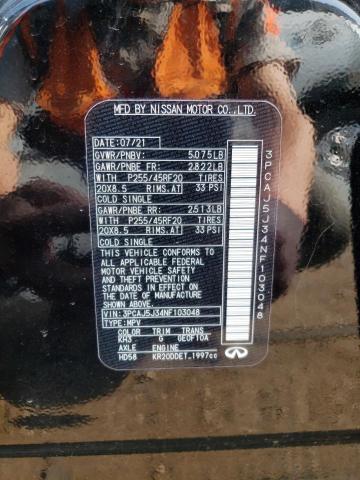 MFD BY NISSAN MOTOR CO.,LTD.
DATE: 07/21
GVWR/PNBV: 5075LB
GAWR/PNBE FR: 2822LB
WITH P255/45RF20 TIRES
20X8.5 RIMS.AT 33 PSI
COLD SINGLE
GAWR/PNBE RR: 2513LB
WITH P255/45RF20 TIRES
20X8.5 RIMS.AT 33 PSI
COLD SINGLE
THIS VEHICLE CONFORMS TO
ALL APPLICABLE FEDERAL
MOTOR VEHICLE SAFETY
AND THEFT PREVENTION
STANDARDS IN EFFECT ON
THE DATE OF MANUFACTURE
SHOWN ABOVE.
VIN: 3PCAJ5J34NF103048
TYPE: MPV
COLOR TRIM TRANS
KH3 G GE0F10A
AXLE ENGINE
HD58 KR20DDET,1997cc
3PCAJ5J34NF103048
INFINITI